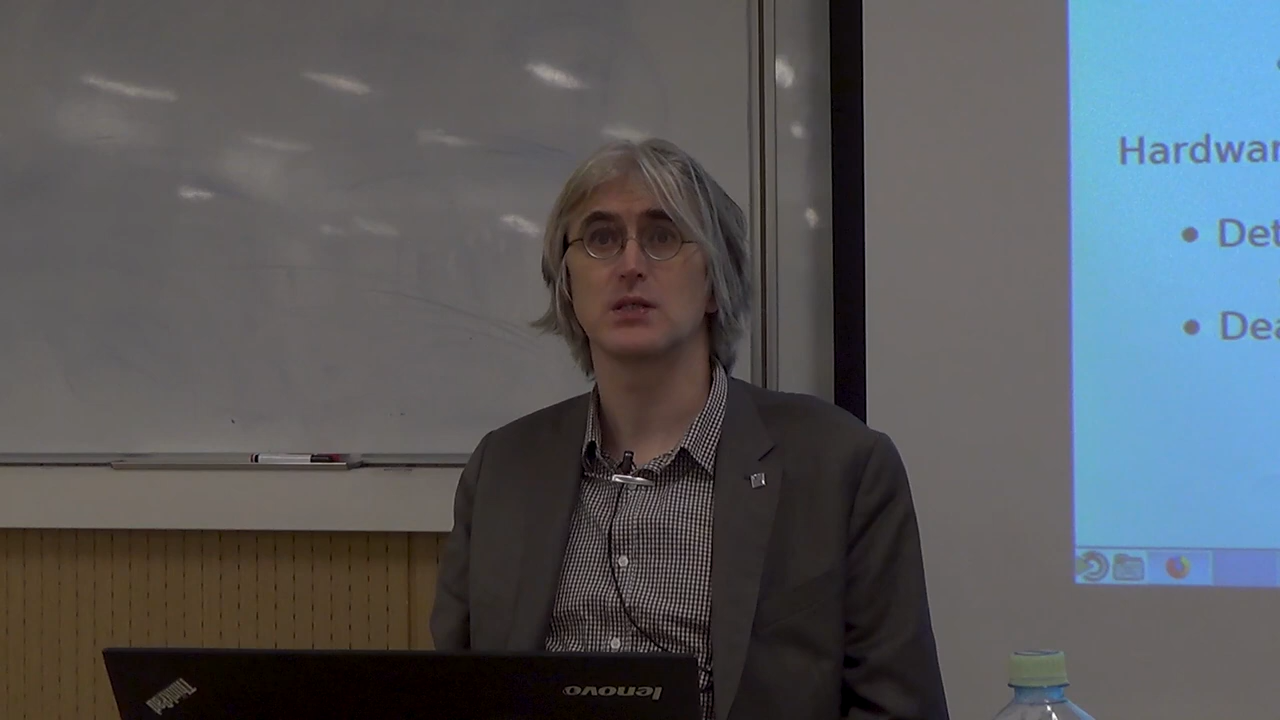 Hardwar
• Det
• Dea
ThinkPad
lenovo